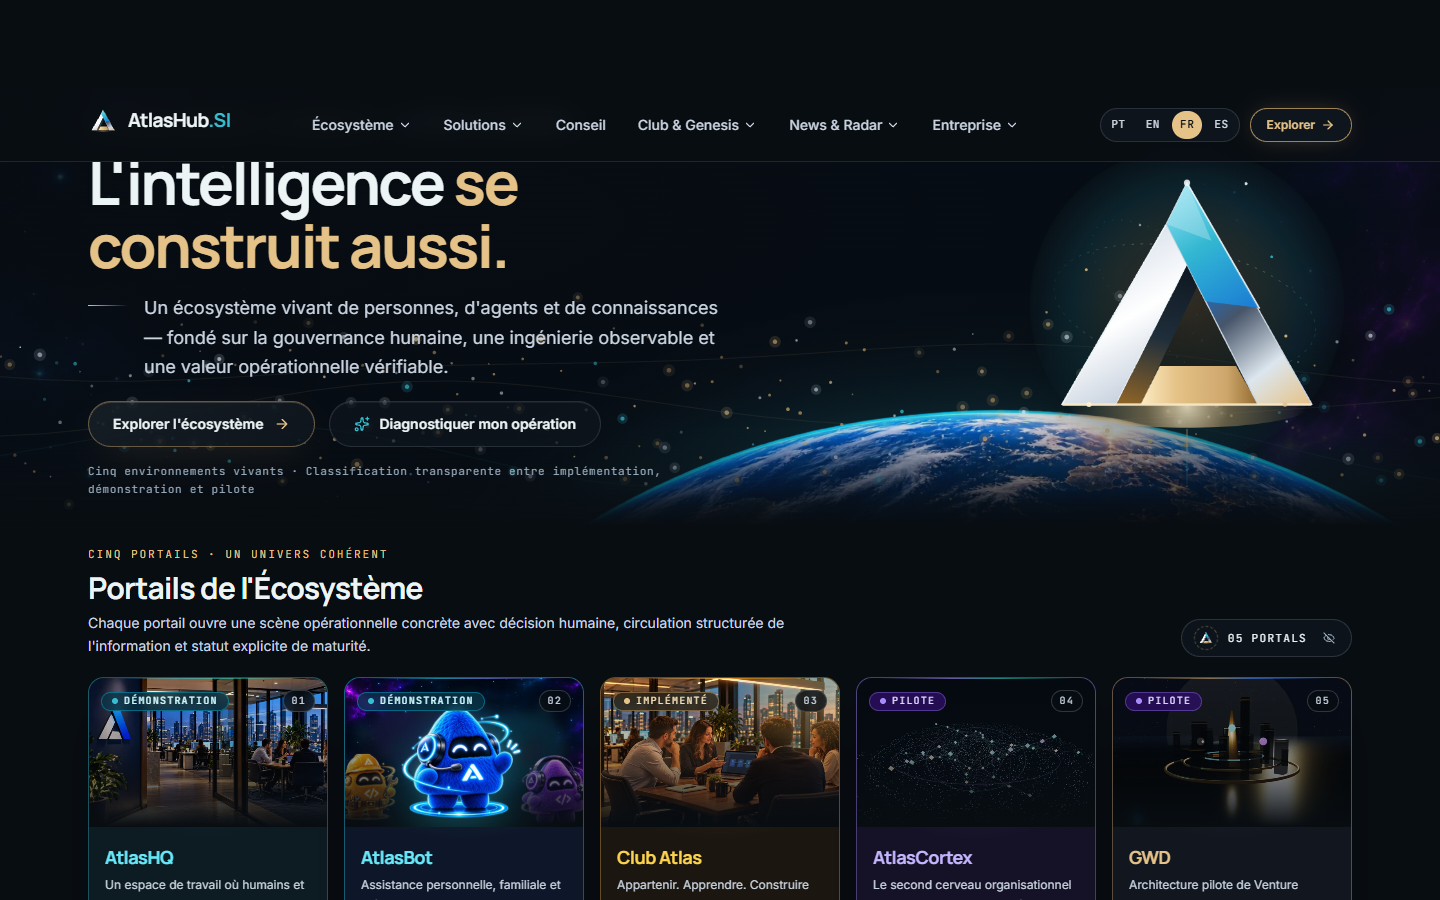 AtlasHub.SI
Écosystème
Solutions
Conseil
Club & Genesis
News & Radar
Entreprise
PT
EN
FR
ES
Explorer
L'intelligence se
construit aussi.
Un écosystème vivant de personnes, d'agents et de connaissances
— fondé sur la gouvernance humaine, une ingénierie observable et
une valeur opérationnelle vérifiable.
Explorer l'écosystème
Diagnostiquer mon opération
Cinq environnements vivants · Classification transparente entre implémentation,
démonstration et pilote
CINQ PORTAILS · UN UNIVERS COHÉRENT
Portails de l'Écosystème
Chaque portail ouvre une scène opérationnelle concrète avec décision humaine, circulation structurée de
l'information et statut explicite de maturité.
05 PORTALS
DÉMONSTRATION
01
AtlasHQ
Un espace de travail où humains et
DÉMONSTRATION
02
AtlasBot
Assistance personnelle, familiale et
IMPLÉMENTÉ
03
Club Atlas
Appartenir. Apprendre. Construire
PILOTE
04
AtlasCortex
Le second cerveau organisationnel
PILOTE
05
GWD
Architecture pilote de Venture